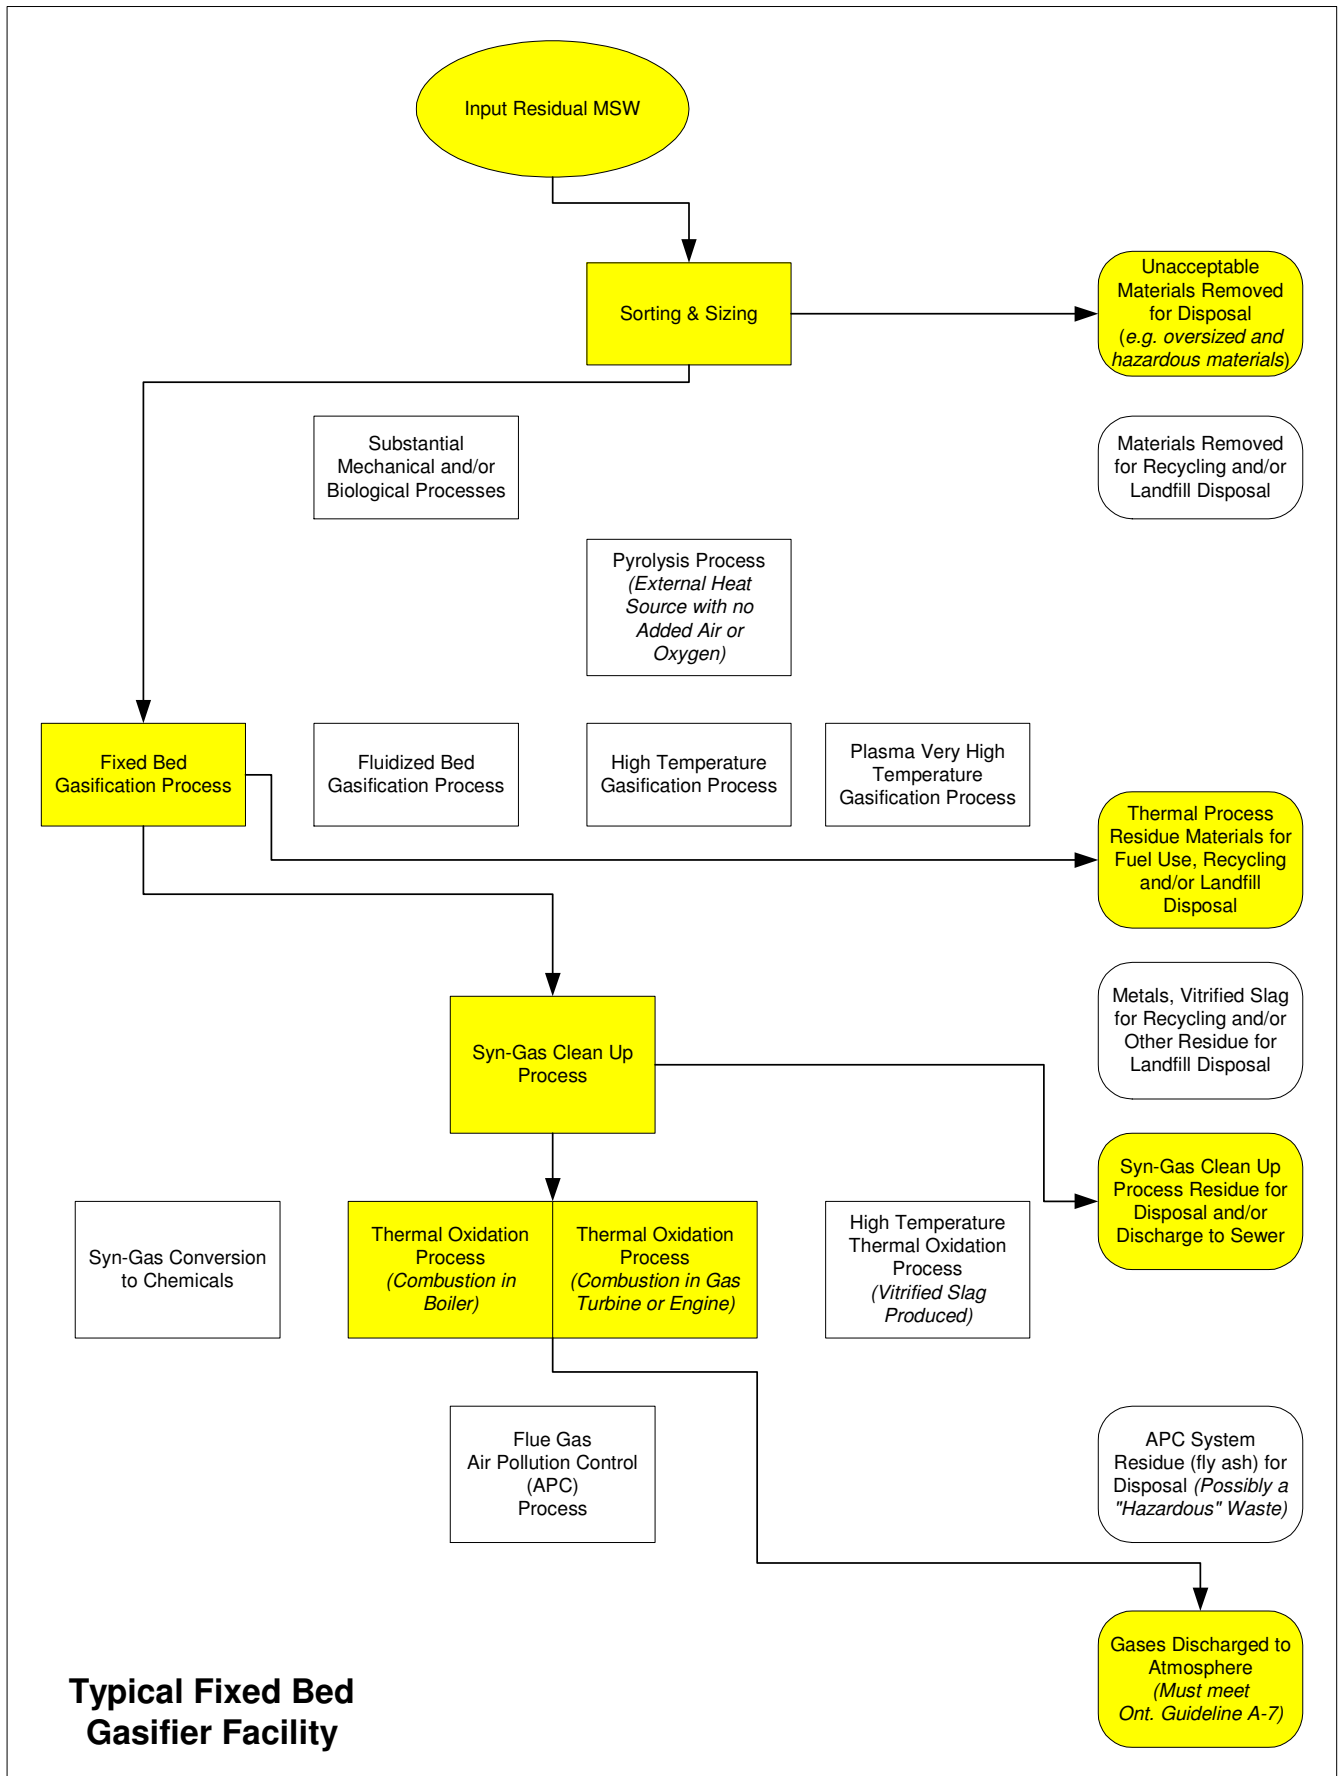 Input Residual MSW
Sorting & Sizing
Unacceptable
Materials Removed
for Disposal
(e.g. oversized and
hazardous materials)
Substantial
Mechanical and/or
Biological Processes
Materials Removed
for Recycling and/or
Landfill Disposal
Pyrolysis Process
(External Heat
Source with no
Added Air or
Oxygen)
Fixed Bed
Gasification Process
Fluidized Bed
Gasification Process
High Temperature
Gasification Process
Plasma Very High
Temperature
Gasification Process
Thermal Process
Residue Materials for
Fuel Use, Recycling
and/or Landfill
Disposal
Syn-Gas Clean Up
Process
Metals, Vitrified Slag
for Recycling and/or
Other Residue for
Landfill Disposal
Syn-Gas Clean Up
Process Residue for
Disposal and/or
Discharge to Sewer
Syn-Gas Conversion
to Chemicals
Thermal Oxidation
Process
(Combustion in
Boiler)
Thermal Oxidation
Process
(Combustion in Gas
Turbine or Engine)
High Temperature
Thermal Oxidation
Process
(Vitrified Slag
Produced)
Flue Gas
Air Pollution Control
(APC)
Process
APC System
Residue (fly ash) for
Disposal (Possibly a
"Hazardous" Waste)
Gases Discharged to
Atmosphere
(Must meet
Ont. Guideline A-7)
Typical Fixed Bed
Gasifier Facility